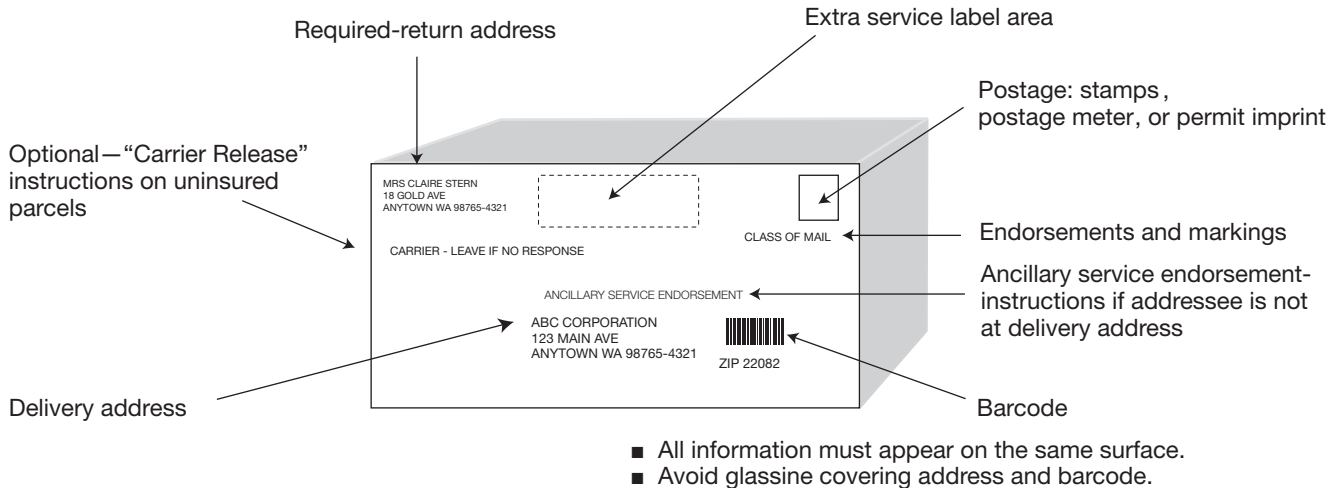 Extra service label area
Required-return address
Postage: stamps,
postage meter, or permit imprint
Optional—“Carrier Release”
instructions on uninsured
parcels
MRS CLAIRE STERN
18 GOLD AVE
ANYTOWN WA 98765-4321
CLASS OF MAIL
Endorsements and markings
CARRIER - LEAVE IF NO RESPONSE
Ancillary service endorsement-
instructions if addressee is not
at delivery address
ANCILLARY SERVICE ENDORSEMENT
ABC CORPORATION
123 MAIN AVE
ANYTOWN WA 98765-4321
ZIP 22082
Delivery address
Barcode
■ All information must appear on the same surface.
■ Avoid glassine covering address and barcode.